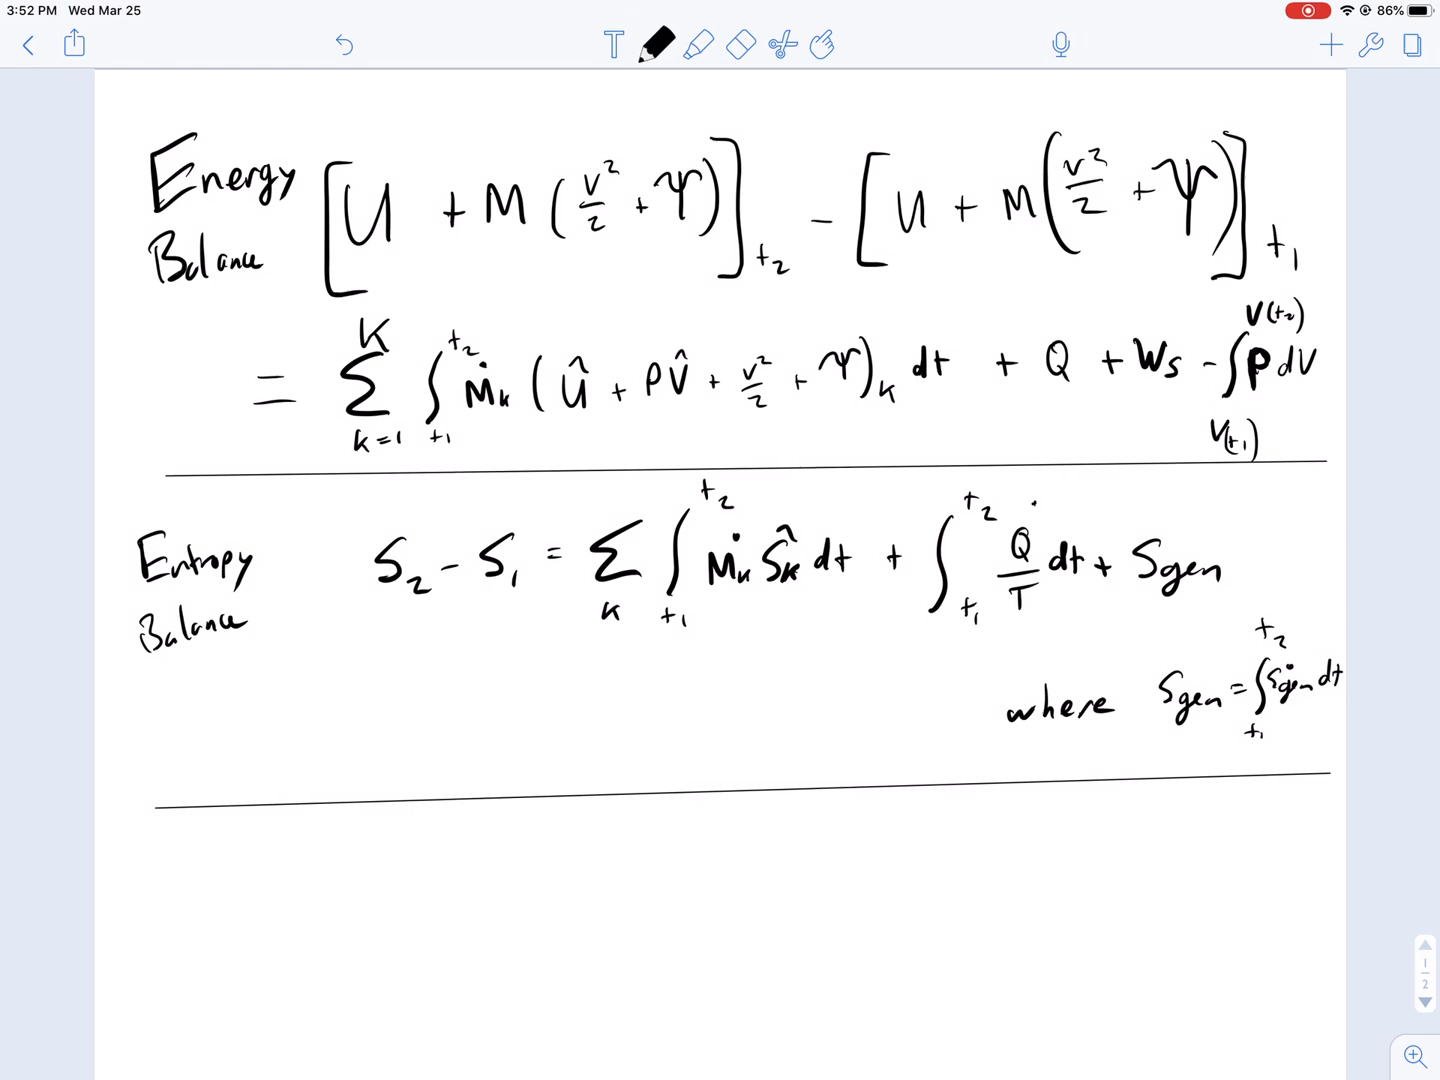 3:52 PM Wed Mar 25 86%
T
Energy Balance [U + M (v²/2 + ψ)]t₂ − [U + M(v²/2 + ψ)]t₁
= Σ_{k=1}^{K} ∫_{t₁}^{t₂} Ṁₖ (Û + PV̂ + v²/2 + ψ)ₖ dt + Q + Ws − ∫_{V(t₁)}^{V(t₂)} P dV
Entropy Balance S₂ − S₁ = Σ_K ∫_{t₁}^{t₂} Ṁₖ Ŝₖ dt + ∫_{t₁}^{t₂} Q̇/T dt + Sgen
where Sgen = ∫_{t₁}^{t₂} Ṡgen dt
1
2